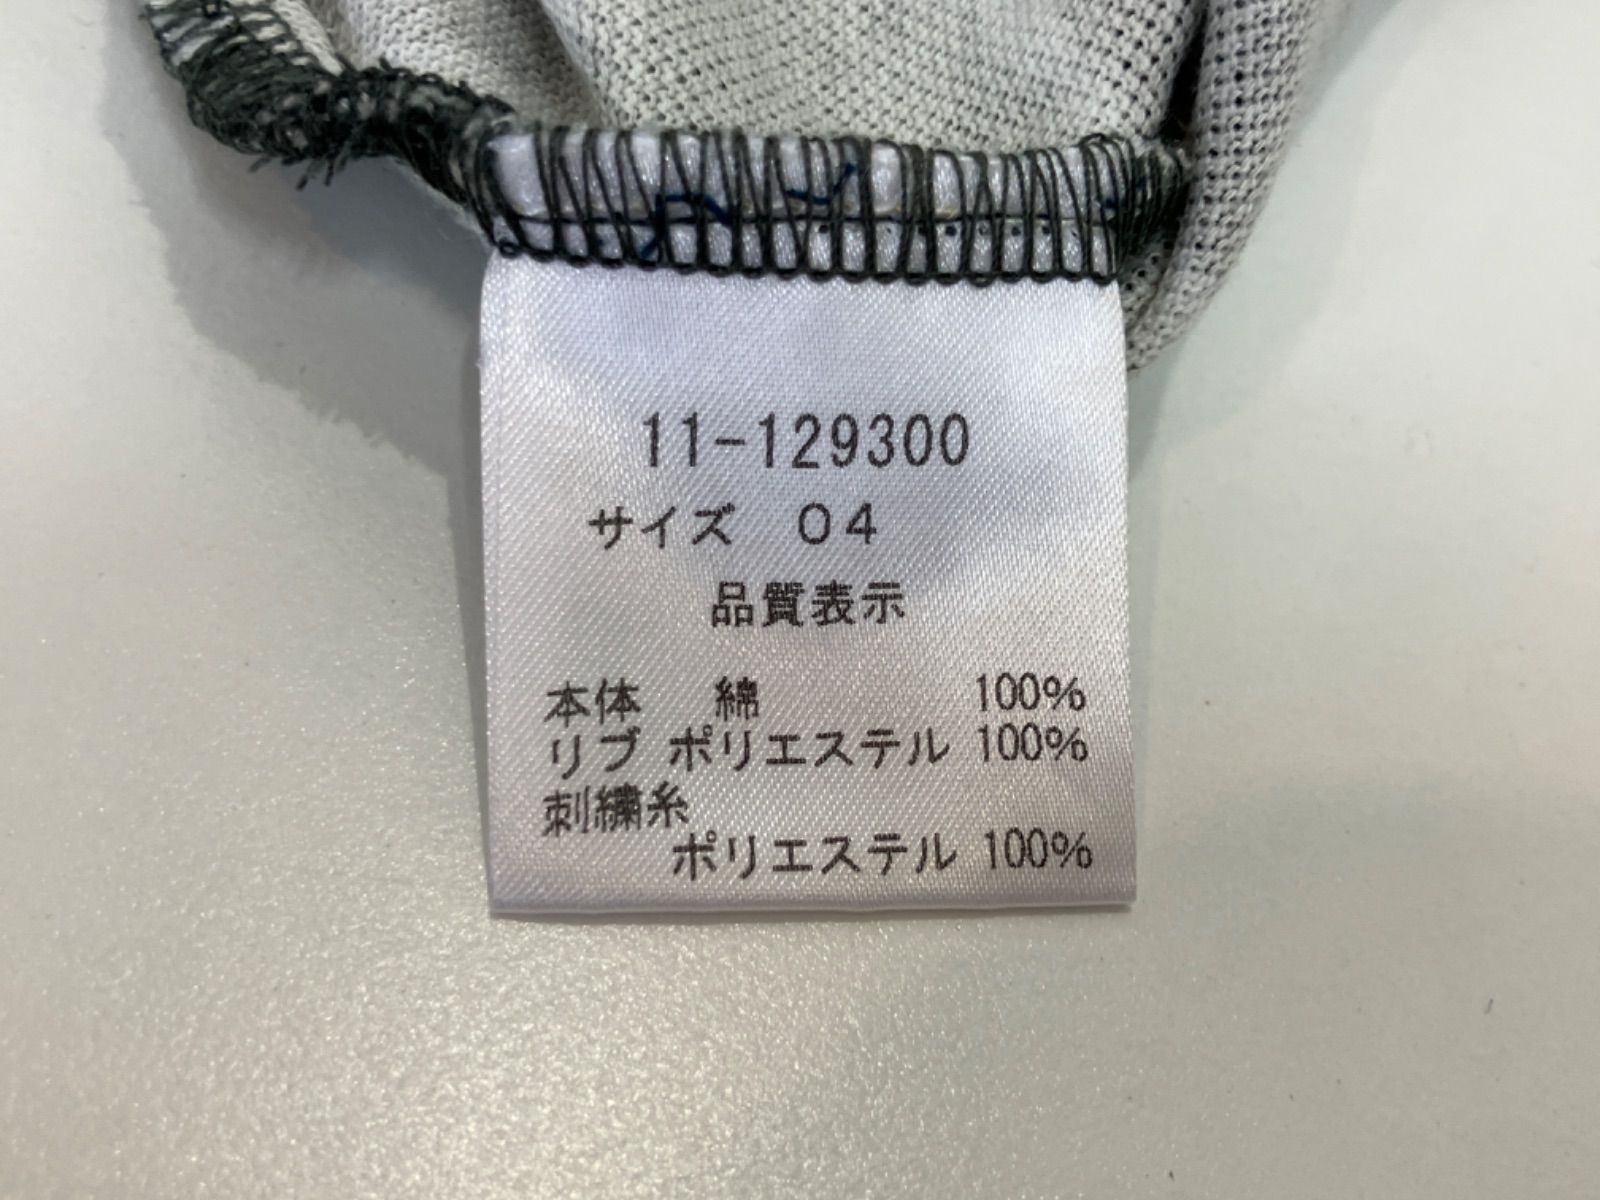 11-129300
サイズ　04
品質表示
本体　綿　100%
リブ ポリエステル 100%
刺繍糸
ポリエステル 100%